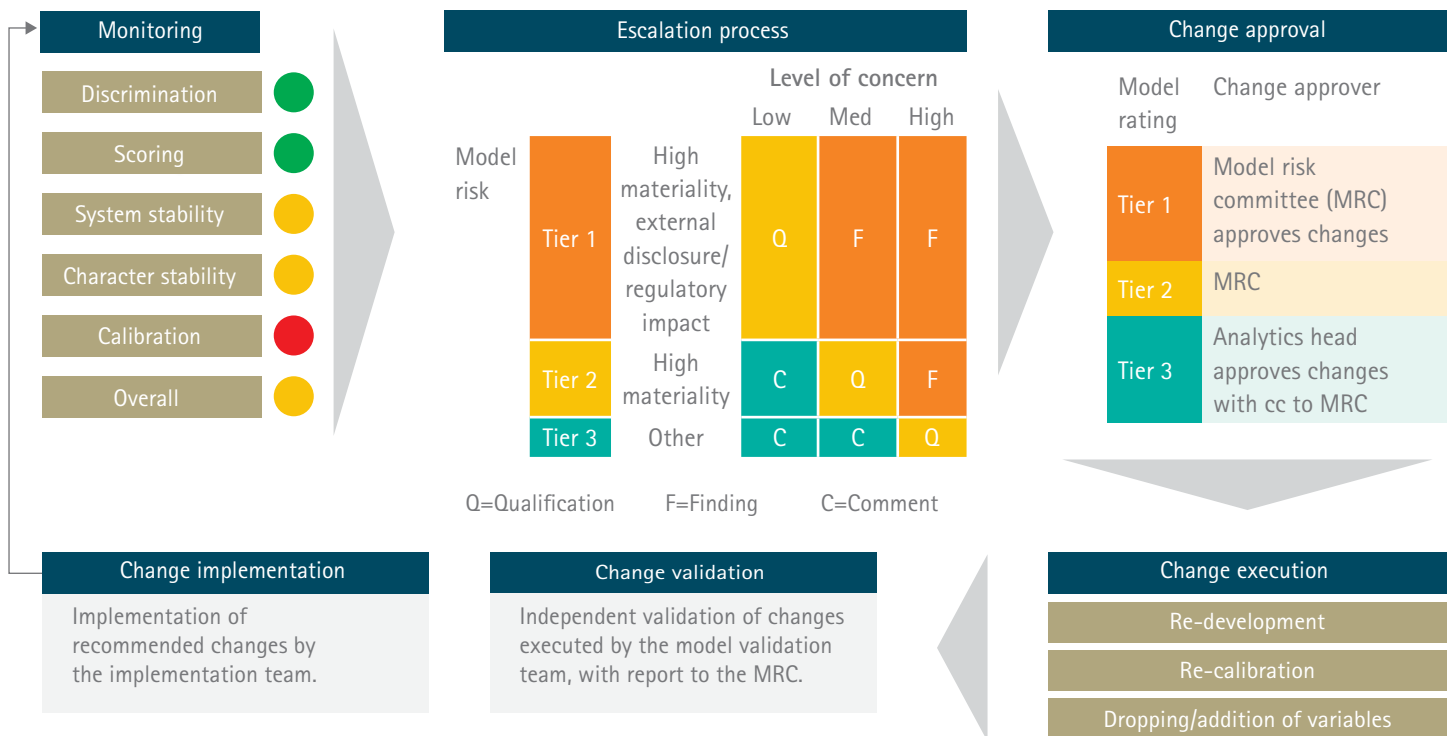 Monitoring
Discrimination
Scoring
System stability
Character stability
Calibration
Overall
Escalation process
Level of concern
Low Med High
Model
risk
Tier 1
High
materiality,
external
disclosure/
regulatory
impact
Q F F
Tier 2
High
materiality
C Q F
Tier 3
Other
C C Q
Q=Qualification F=Finding C=Comment
Change approval
Model
rating
Change approver
Tier 1
Model risk
committee (MRC)
approves changes
Tier 2
MRC
Tier 3
Analytics head
approves changes
with cc to MRC
Change implementation
Implementation of
recommended changes by
the implementation team.
Change validation
Independent validation of changes
executed by the model validation
team, with report to the MRC.
Change execution
Re-development
Re-calibration
Dropping/addition of variables